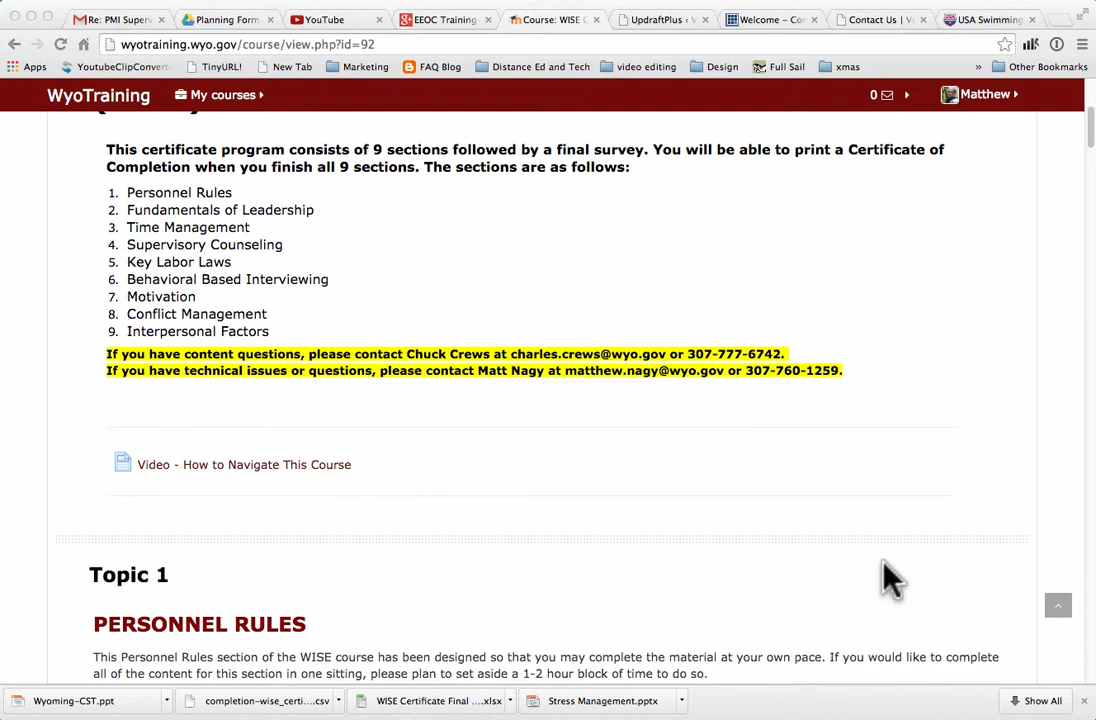 Re: PMI Superv
Planning Form
YouTube
EEOC Training
Course: WISE C
UpdraftPlus ‹ V
Welcome – Cor
Contact Us | V
USA Swimming
wyotraining.wyo.gov/course/view.php?id=92
Apps
YoutubeClipConvert
TinyURL!
New Tab
Marketing
FAQ Blog
Distance Ed and Tech
video editing
Design
Full Sail
xmas
»
Other Bookmarks
WyoTraining
My courses
0
Matthew
This certificate program consists of 9 sections followed by a final survey. You will be able to print a Certificate of
Completion when you finish all 9 sections. The sections are as follows:
1. Personnel Rules
2. Fundamentals of Leadership
3. Time Management
4. Supervisory Counseling
5. Key Labor Laws
6. Behavioral Based Interviewing
7. Motivation
8. Conflict Management
9. Interpersonal Factors
If you have content questions, please contact Chuck Crews at charles.crews@wyo.gov or 307-777-6742.
If you have technical issues or questions, please contact Matt Nagy at matthew.nagy@wyo.gov or 307-760-1259.
Video - How to Navigate This Course
Topic 1
PERSONNEL RULES
This Personnel Rules section of the WISE course has been designed so that you may complete the material at your own pace. If you would like to complete
all of the content for this section in one sitting, please plan to set aside a 1-2 hour block of time to do so.
Wyoming-CST.ppt
completion-wise_certi...csv
WISE Certificate Final ....xlsx
Stress Management.pptx
Show All